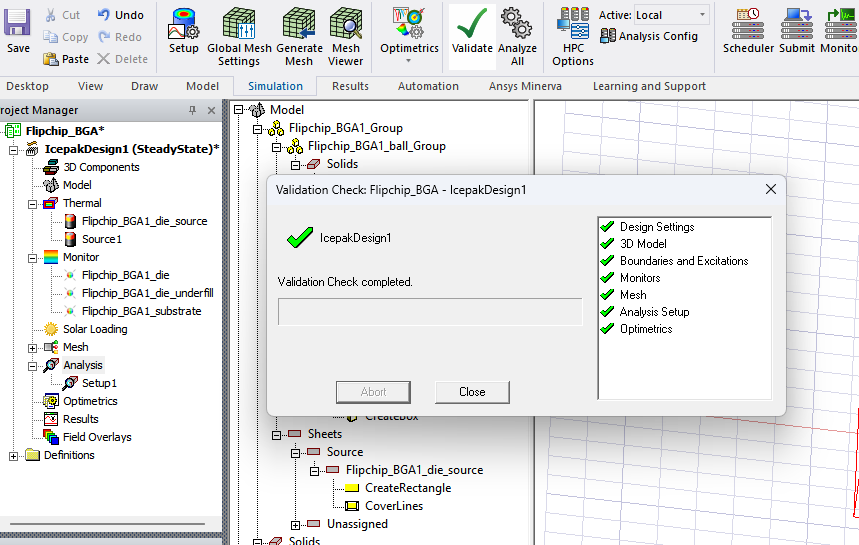 Save
Cut
Copy
Paste
Undo
Redo
Delete
Setup
Global Mesh
Settings
Generate
Mesh
Mesh
Viewer
Optimetrics
Validate
Analyze
All
HPC
Options
Active: Local
Analysis Config
Scheduler
Submit
Monito
Desktop
View
Draw
Model
Simulation
Results
Automation
Ansys Minerva
Learning and Support
roject Manager
Flipchip_BGA*
IcepakDesign1 (SteadyState)*
3D Components
Model
Thermal
Flipchip_BGA1_die_source
Source1
Monitor
Flipchip_BGA1_die
Flipchip_BGA1_die_underfill
Flipchip_BGA1_substrate
Solar Loading
Mesh
Analysis
Setup1
Optimetrics
Results
Field Overlays
Definitions
Model
Flipchip_BGA1_Group
Flipchip_BGA1_ball_Group
Solids
Validation Check: Flipchip_BGA - IcepakDesign1
IcepakDesign1
Validation Check completed.
Abort
Close
Design Settings
3D Model
Boundaries and Excitations
Monitors
Mesh
Analysis Setup
Optimetrics
CreateBox
Sheets
Source
Flipchip_BGA1_die_source
CreateRectangle
CoverLines
Unassigned
Solids